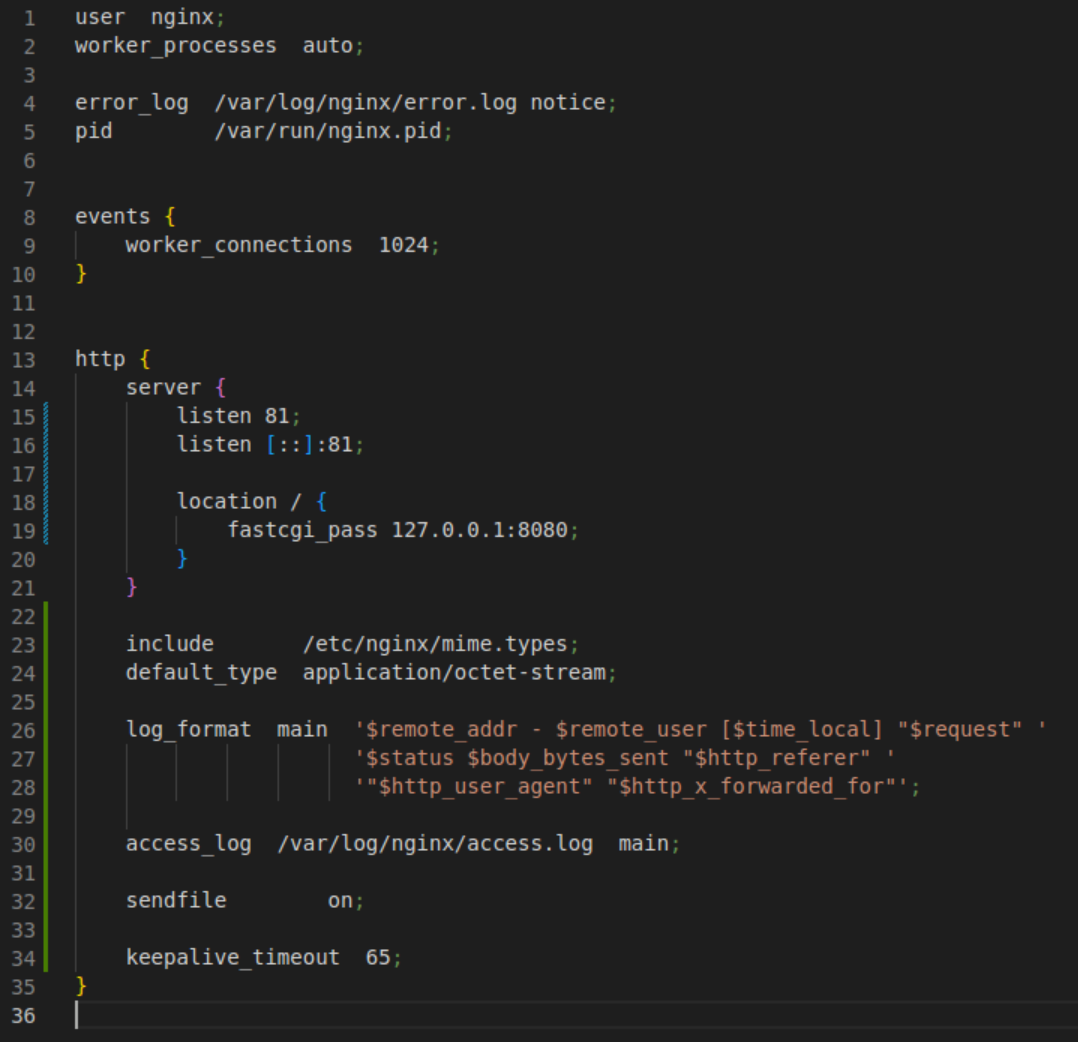 1 user  nginx;
2 worker_processes  auto;
3
4 error_log  /var/log/nginx/error.log notice;
5 pid        /var/run/nginx.pid;
6
7
8 events {
9     worker_connections  1024;
10 }
11
12
13 http {
14     server {
15         listen 81;
16         listen [::]:81;
17
18         location / {
19             fastcgi_pass 127.0.0.1:8080;
20         }
21     }
22
23     include       /etc/nginx/mime.types;
24     default_type  application/octet-stream;
25
26     log_format  main  '$remote_addr - $remote_user [$time_local] "$request" '
27                       '$status $body_bytes_sent "$http_referer" '
28                       '"$http_user_agent" "$http_x_forwarded_for"';
29
30     access_log  /var/log/nginx/access.log  main;
31
32     sendfile        on;
33
34     keepalive_timeout  65;
35 }
36